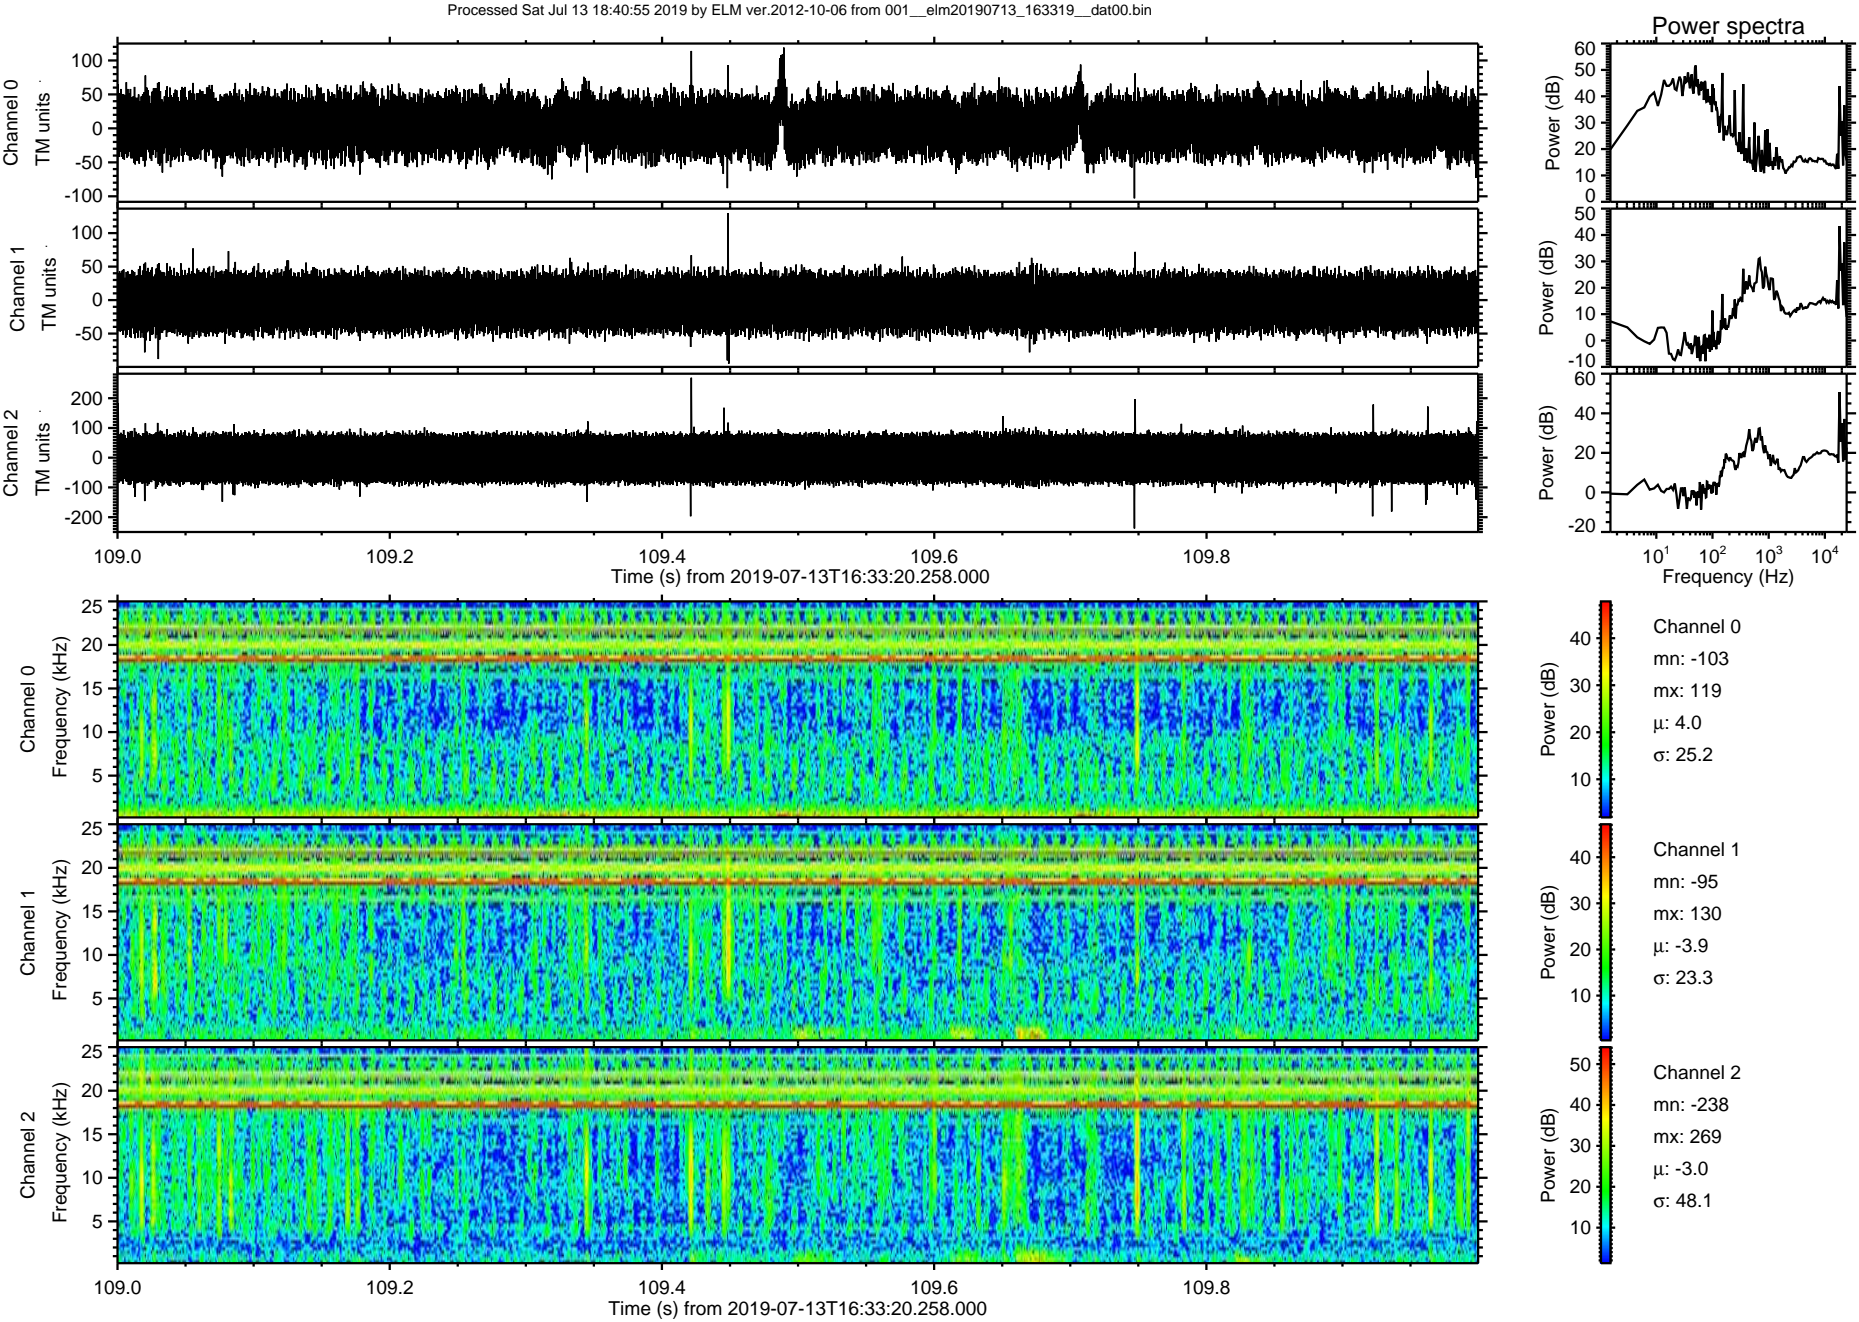 Processed Sat Jul 13 18:40:55 2019 by ELM ver.2012-10-06 from 001__elm20190713_163319__dat00.bin
Power spectra
Channel 0
TM units
100
50
0
-50
-100
Power (dB)
60
50
40
30
20
10
0
Channel 1
TM units
100
50
0
-50
Power (dB)
50
40
30
20
10
0
-10
Channel 2
TM units
200
100
0
-100
-200
Power (dB)
60
40
20
0
-20
109.0 109.2 109.4 109.6 109.8
Time (s) from 2019-07-13T16:33:20.258.000
10¹ 10² 10³ 10⁴
Frequency (Hz)
Channel 0
Frequency (kHz)
25
20
15
10
5
Power (dB)
40
30
20
10
Channel 0
mn: -103
mx: 119
μ: 4.0
σ: 25.2
Channel 1
Frequency (kHz)
25
20
15
10
5
Power (dB)
40
30
20
10
Channel 1
mn: -95
mx: 130
μ: -3.9
σ: 23.3
Channel 2
Frequency (kHz)
25
20
15
10
5
Power (dB)
50
40
30
20
10
Channel 2
mn: -238
mx: 269
μ: -3.0
σ: 48.1
109.0 109.2 109.4 109.6 109.8
Time (s) from 2019-07-13T16:33:20.258.000